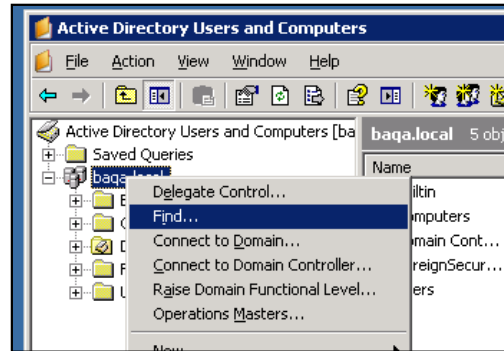 Active Directory Users and Computers
File Action View Window Help
Active Directory Users and Computers [ba
baqa.local 5 obj
Saved Queries
Name
baqa.local
Delegate Control...
Find...
Connect to Domain...
Connect to Domain Controller...
Raise Domain Functional Level...
Operations Masters...
New
iltin
mputers
main Cont...
reignSecur...
ers